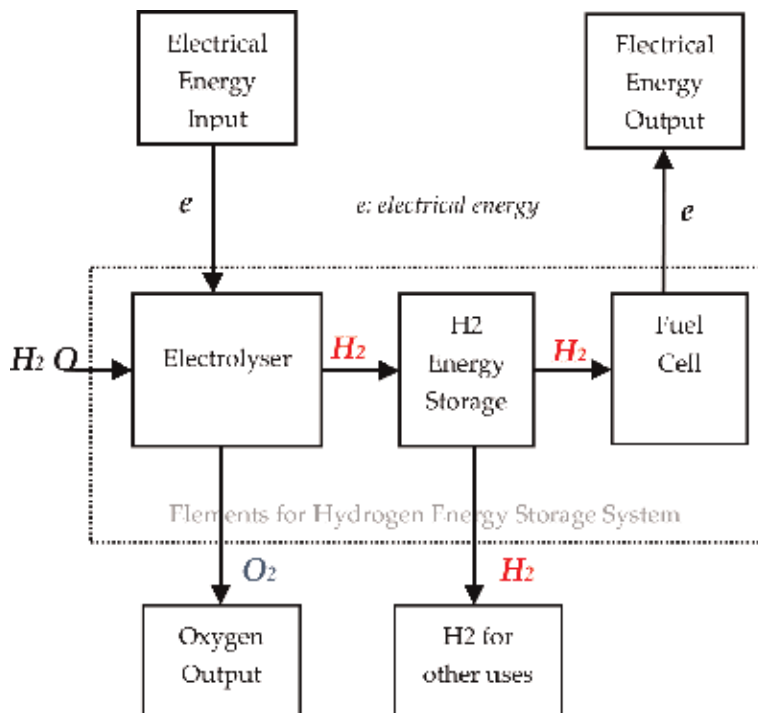 Electrical
Energy
Input
Electrical
Energy
Output
e
e: electrical energy
e
H2 O
Electrolyser
H2
H2
Energy
Storage
H2
Fuel
Cell
Elements for Hydrogen Energy Storage System
O2
H2
Oxygen
Output
H2 for
other uses